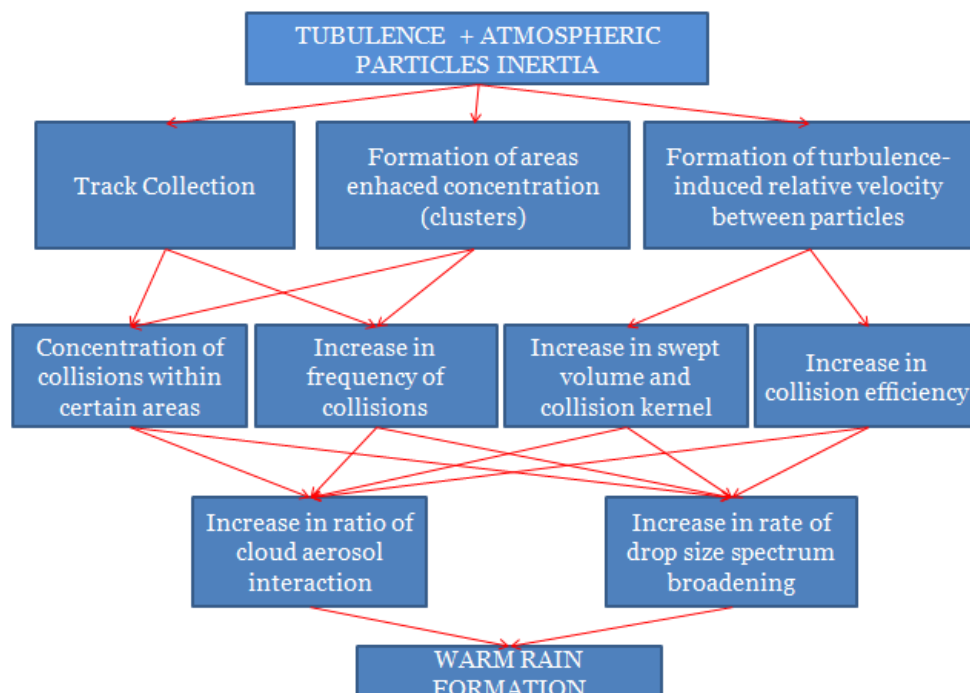 TUBULENCE + ATMOSPHERIC
PARTICLES INERTIA
Track Collection
Formation of areas
enhaced concentration
(clusters)
Formation of turbulence-
induced relative velocity
between particles
Concentration of
collisions within
certain areas
Increase in
frequency of
collisions
Increase in swept
volume and
collision kernel
Increase in
collision efficiency
Increase in ratio of
cloud aerosol
interaction
Increase in rate of
drop size spectrum
broadening
WARM RAIN
FORMATION